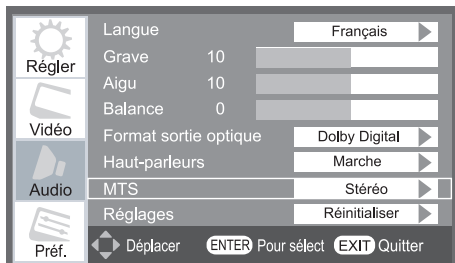 Régler
Vidéo
Audio
Préf.
Langue Français
Grave 10
Aigu 10
Balance 0
Format sortie optique Dolby Digital
Haut-parleurs Marche
MTS Stéréo
Réglages Réinitialiser
Déplacer ENTER Pour sélect EXIT Quitter